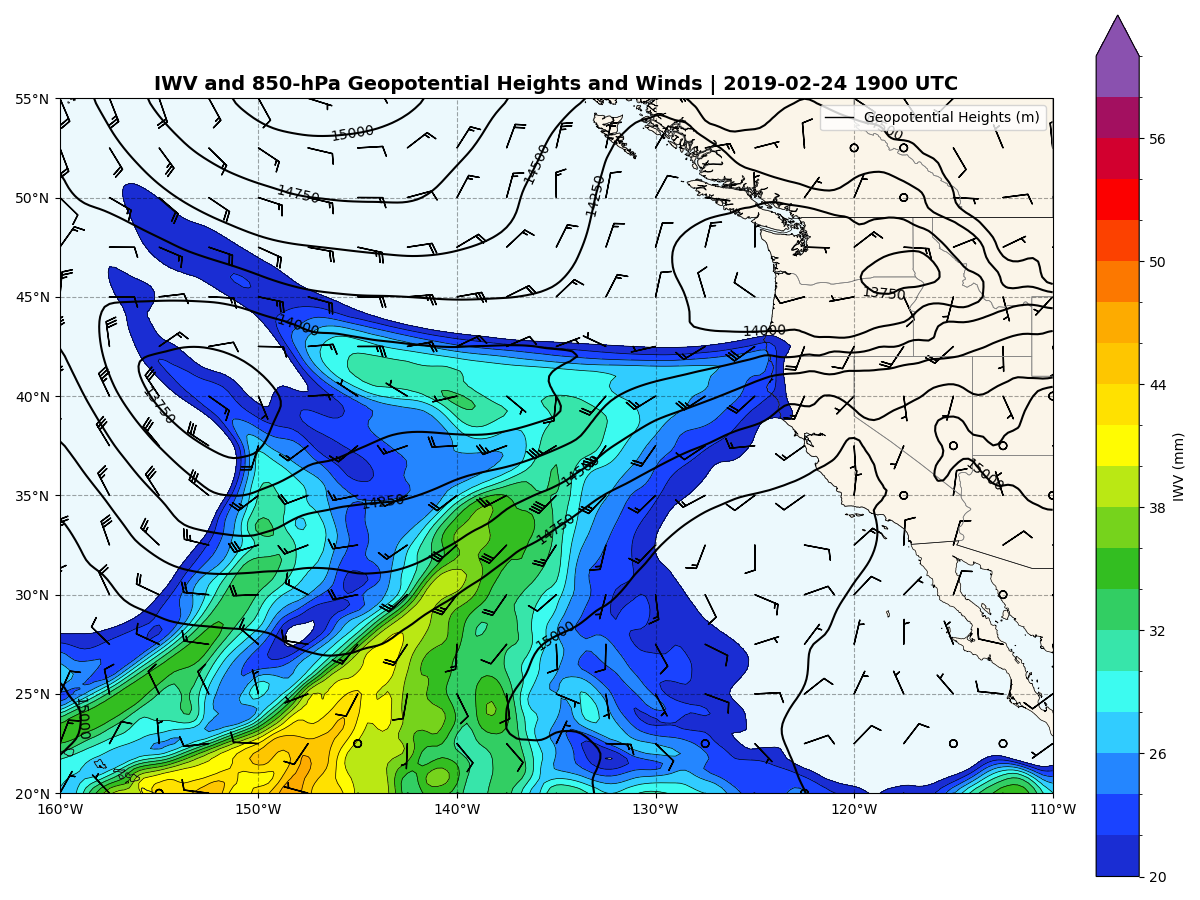 IWV and 850-hPa Geopotential Heights and Winds | 2019-02-24 1900 UTC
Geopotential Heights (m)
55°N
50°N
45°N
40°N
35°N
30°N
25°N
20°N
160°W
150°W
140°W
130°W
120°W
110°W
15000
14750
14500
14250
14000
13750
14000
13750
13750
14250
14500
14750
15000
15000
15000
56
50
44
38
32
26
20
IWV (mm)